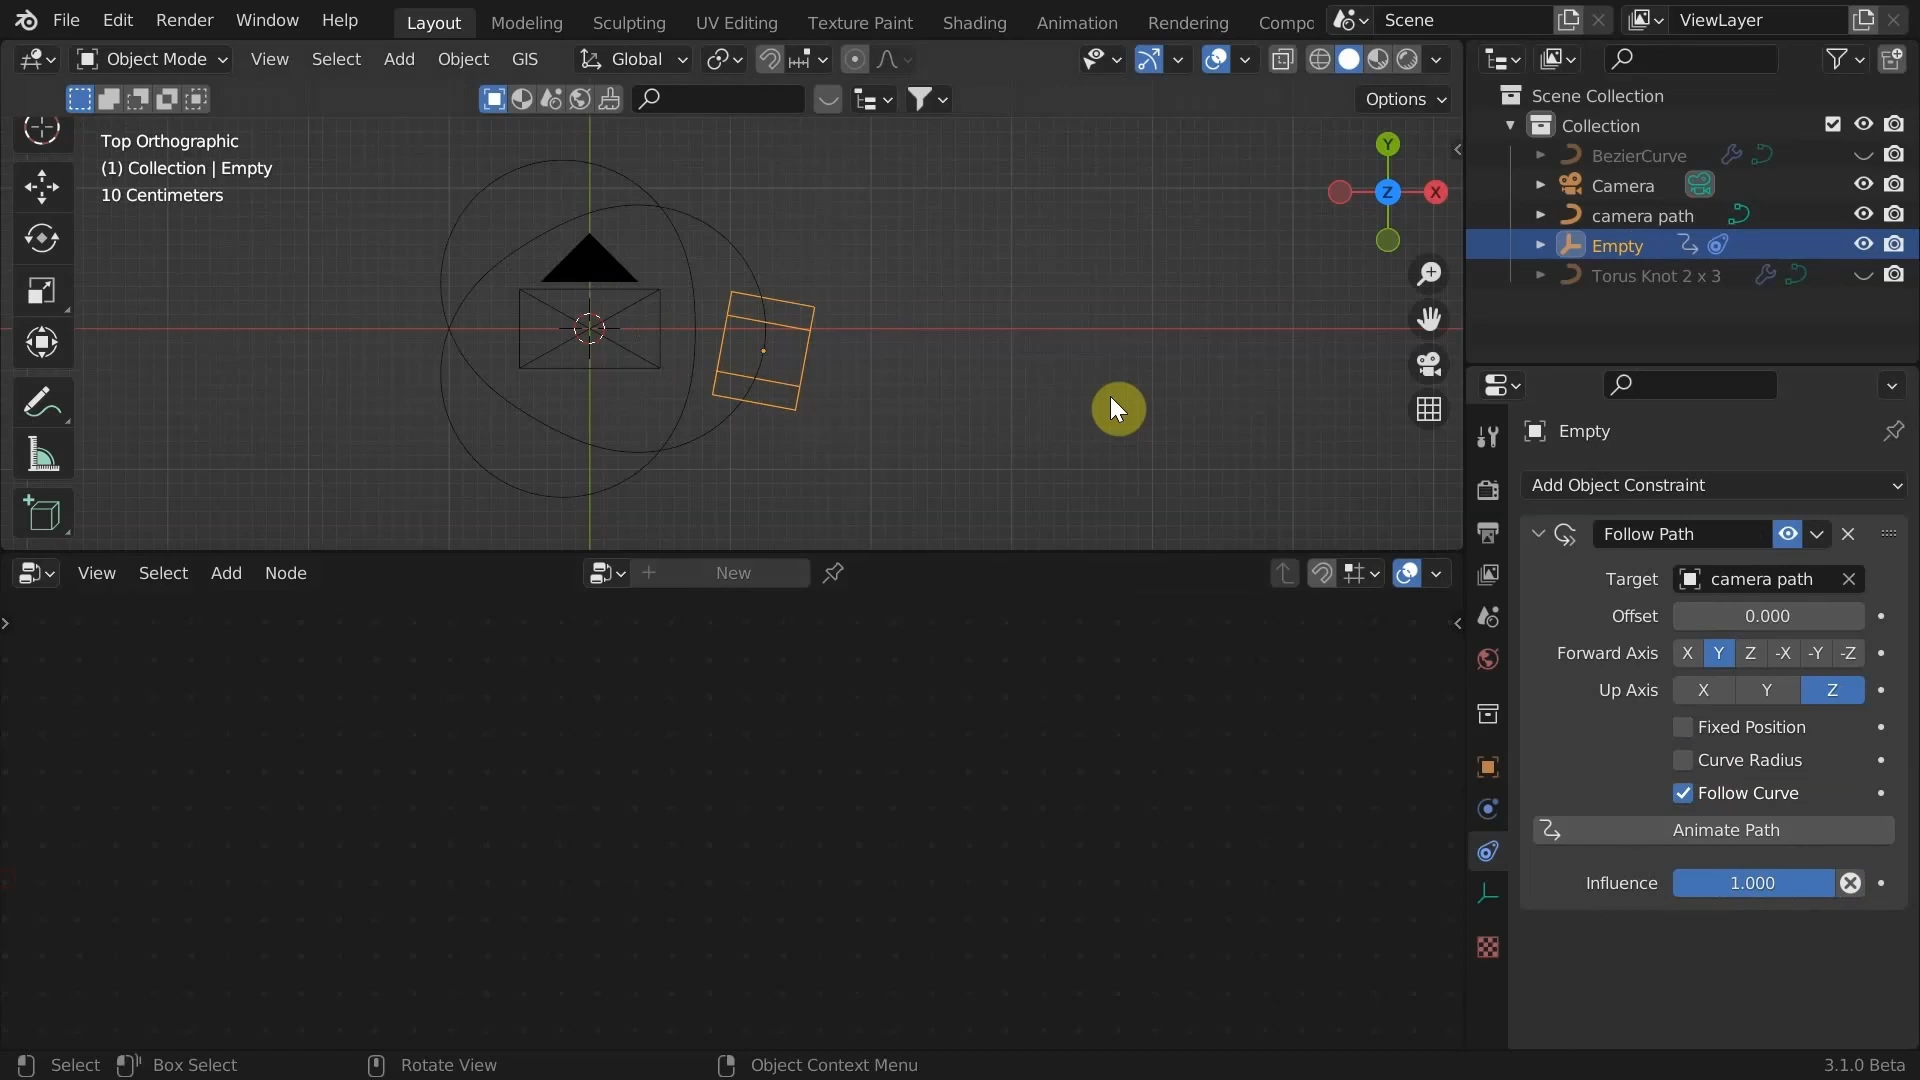 File Edit Render Window Help Layout Modeling Sculpting UV Editing Texture Paint Shading Animation Rendering Compo Scene ViewLayer
Object Mode View Select Add Object GIS Global
Options
Top Orthographic
(1) Collection | Empty
10 Centimeters
Y
Z
X
Scene Collection
Collection
BezierCurve
Camera
camera path
Empty
Torus Knot 2 x 3
Empty
Add Object Constraint
Follow Path
Target camera path
Offset 0.000
Forward Axis X Y Z -X -Y -Z
Up Axis X Y Z
Fixed Position
Curve Radius
Follow Curve
Animate Path
Influence 1.000
View Select Add Node New
Select Box Select Rotate View Object Context Menu 3.1.0 Beta